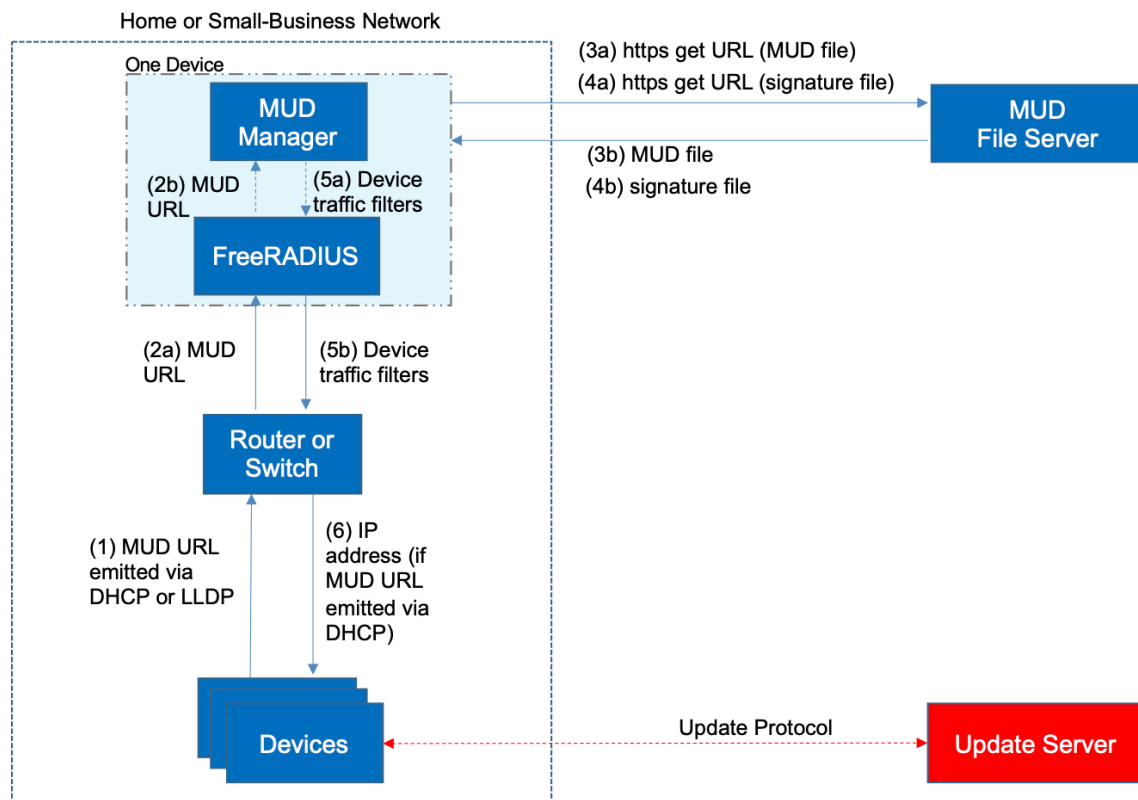 Home or Small-Business Network
One Device
MUD
Manager
(3a) https get URL (MUD file)
(4a) https get URL (signature file)
MUD
File Server
(3b) MUD file
(4b) signature file
(2b) MUD
URL
(5a) Device
traffic filters
FreeRADIUS
(2a) MUD
URL
(5b) Device
traffic filters
Router or
Switch
(1) MUD URL
emitted via
DHCP or LLDP
(6) IP
address (if
MUD URL
emitted via
DHCP)
Devices
Update Protocol
Update Server